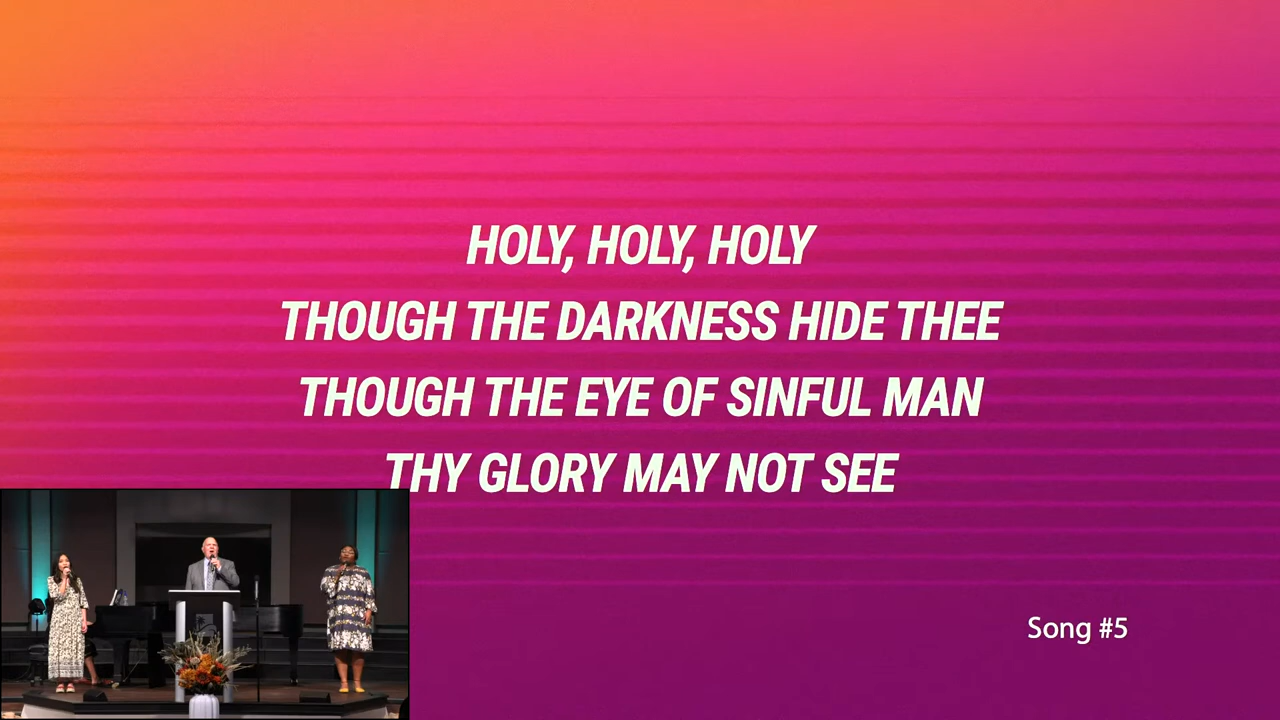 HOLY, HOLY, HOLY
THOUGH THE DARKNESS HIDE THEE
THOUGH THE EYE OF SINFUL MAN
THY GLORY MAY NOT SEE
Song #5